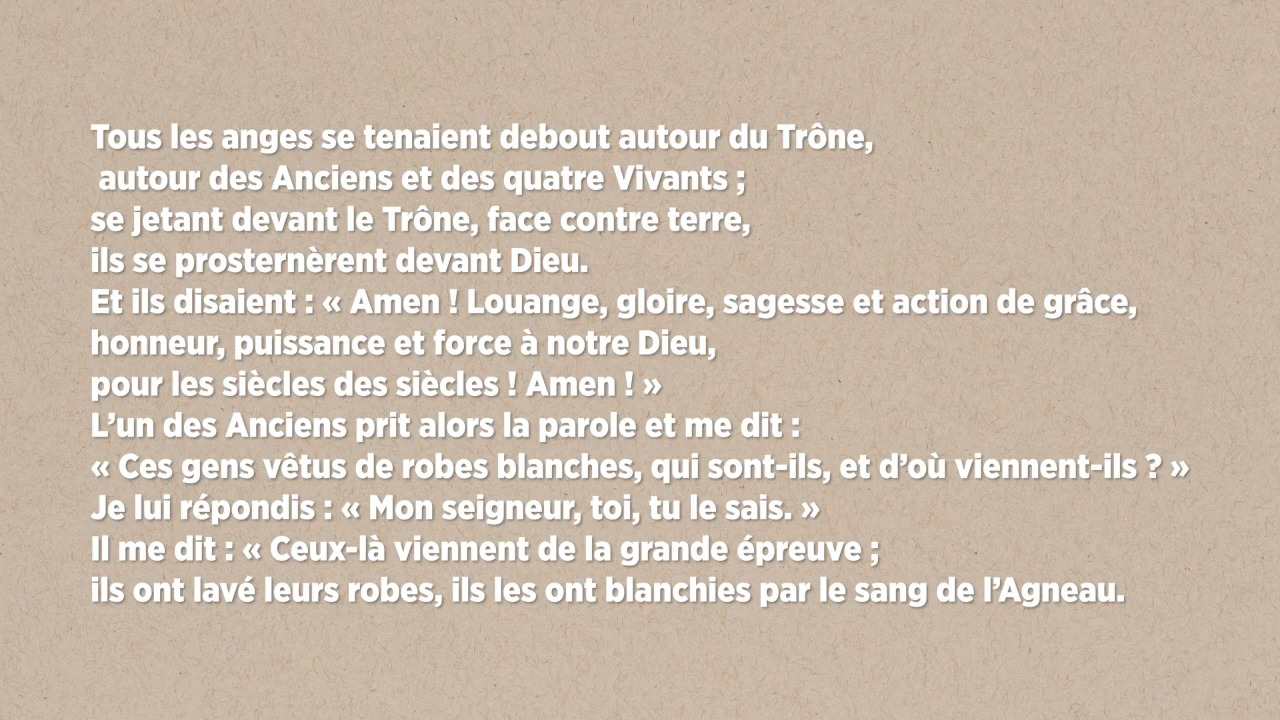 Tous les anges se tenaient debout autour du Trône,
autour des Anciens et des quatre Vivants ;
se jetant devant le Trône, face contre terre,
ils se prosternèrent devant Dieu.
Et ils disaient : « Amen ! Louange, gloire, sagesse et action de grâce,
honneur, puissance et force à notre Dieu,
pour les siècles des siècles ! Amen ! »
L’un des Anciens prit alors la parole et me dit :
« Ces gens vêtus de robes blanches, qui sont-ils, et d’où viennent-ils ? »
Je lui répondis : « Mon seigneur, toi, tu le sais. »
Il me dit : « Ceux-là viennent de la grande épreuve ;
ils ont lavé leurs robes, ils les ont blanchies par le sang de l’Agneau.